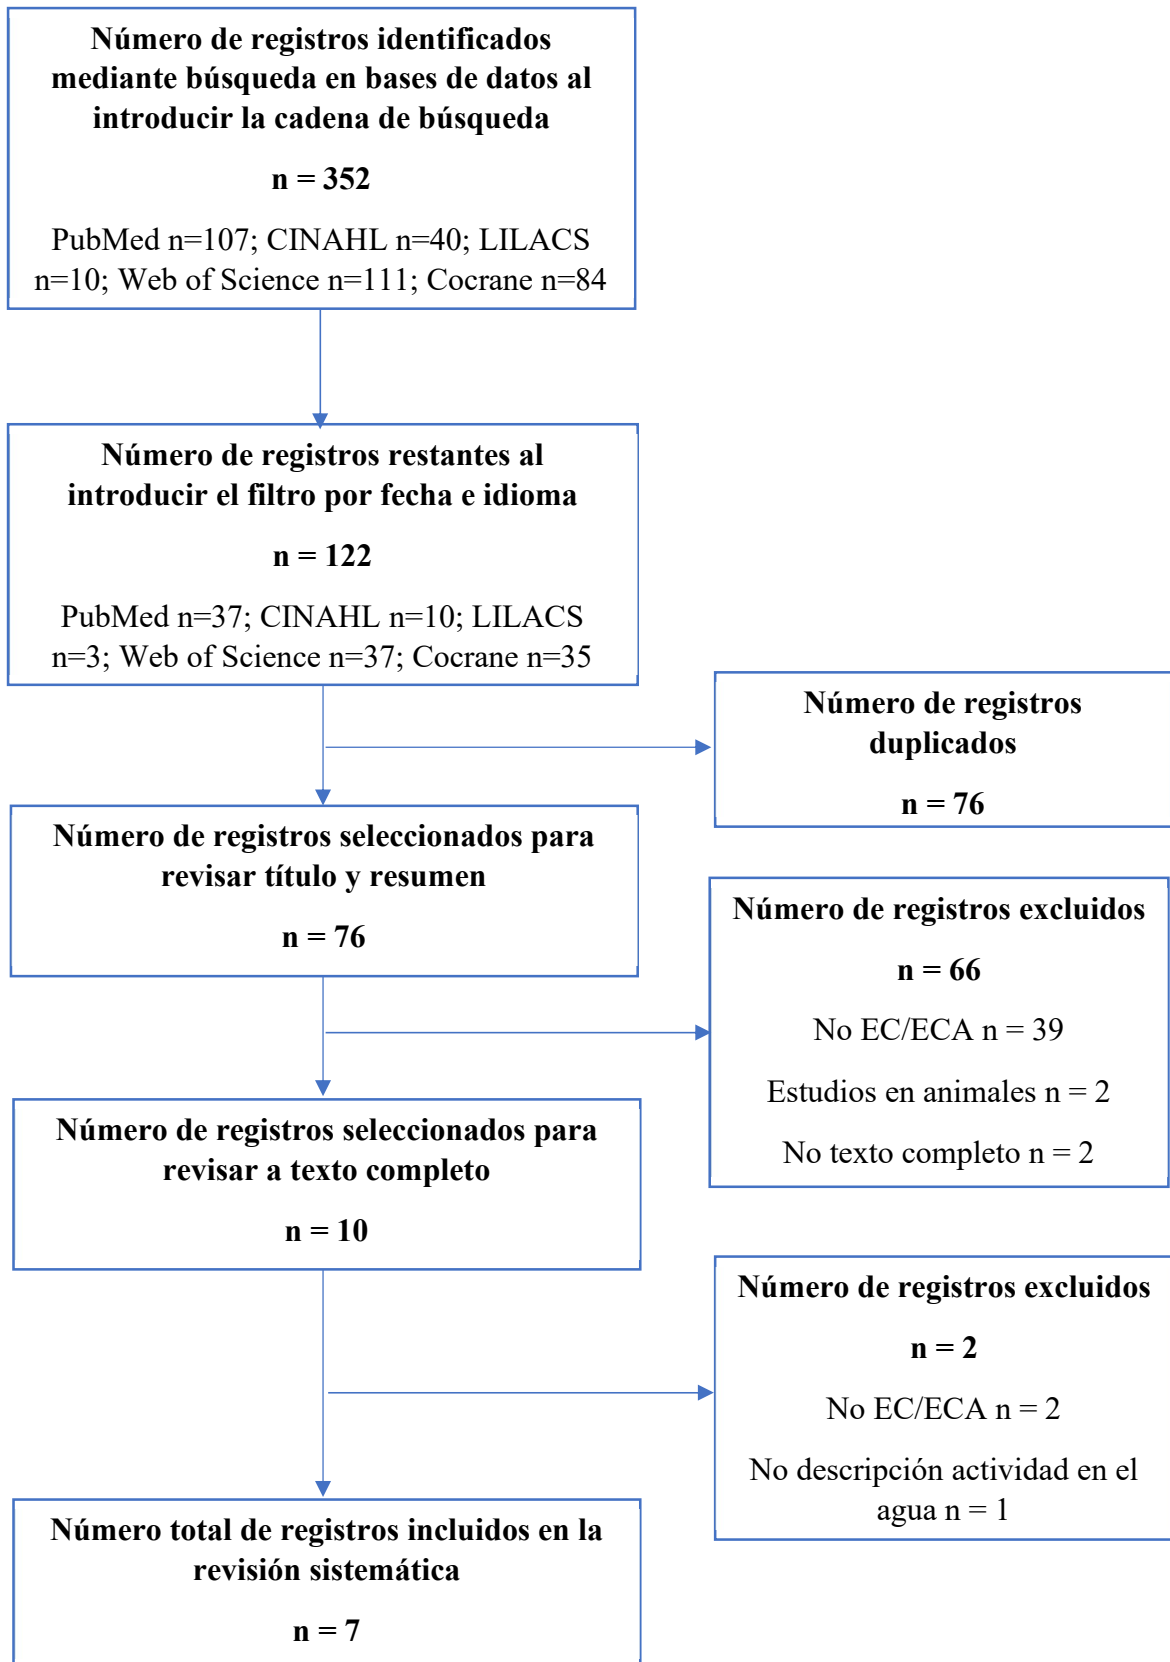 Número de registros identificados
mediante búsqueda en bases de datos al
introducir la cadena de búsqueda
n = 352
PubMed n=107; CINAHL n=40; LILACS
n=10; Web of Science n=111; Cocrane n=84
Número de registros restantes al
introducir el filtro por fecha e idioma
n = 122
PubMed n=37; CINAHL n=10; LILACS
n=3; Web of Science n=37; Cocrane n=35
Número de registros
duplicados
n = 76
Número de registros seleccionados para
revisar título y resumen
n = 76
Número de registros excluidos
n = 66
No EC/ECA n = 39
Estudios en animales n = 2
No texto completo n = 2
Número de registros seleccionados para
revisar a texto completo
n = 10
Número de registros excluidos
n = 2
No EC/ECA n = 2
No descripción actividad en el
agua n = 1
Número total de registros incluidos en la
revisión sistemática
n = 7